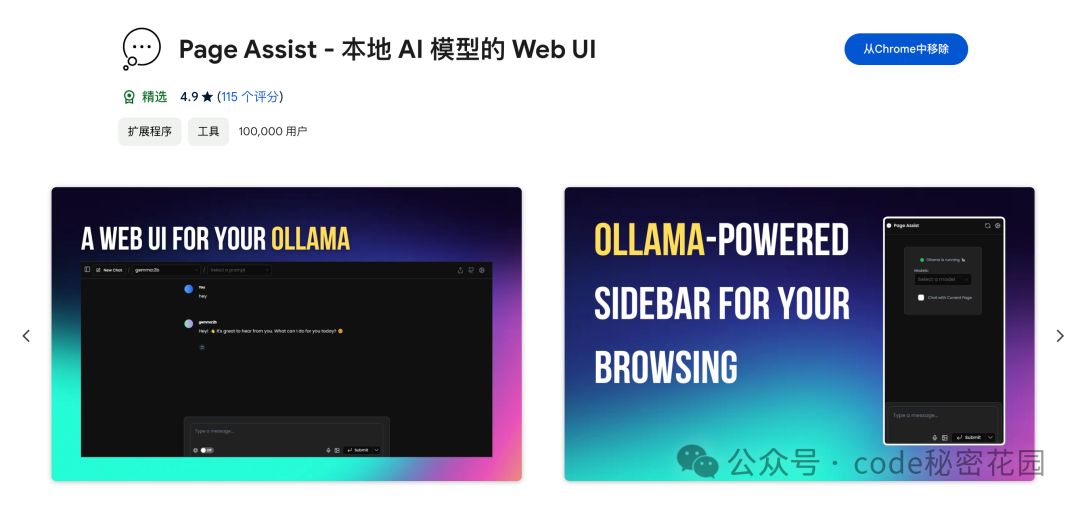 Page Assist - 本地 AI 模型的 Web UI
从Chrome中移除
精选 4.9 ★ (115 个评分)
扩展程序 工具 100,000 用户
A WEB UI FOR YOUR OLLAMA
New Chat / gemma:2b / Select a prompt
You
hey
gemma:2b
Hey! 👋 It's great to hear from you. What can I do for you today? 😊
Type a message...
Submit
OLLAMA-POWERED
SIDEBAR FOR YOUR
BROWSING
Page Assist
Ollama is running 🦙
Models:
Select a model
Chat with Current Page
Type a message...
Submit
公众号 · code秘密花园